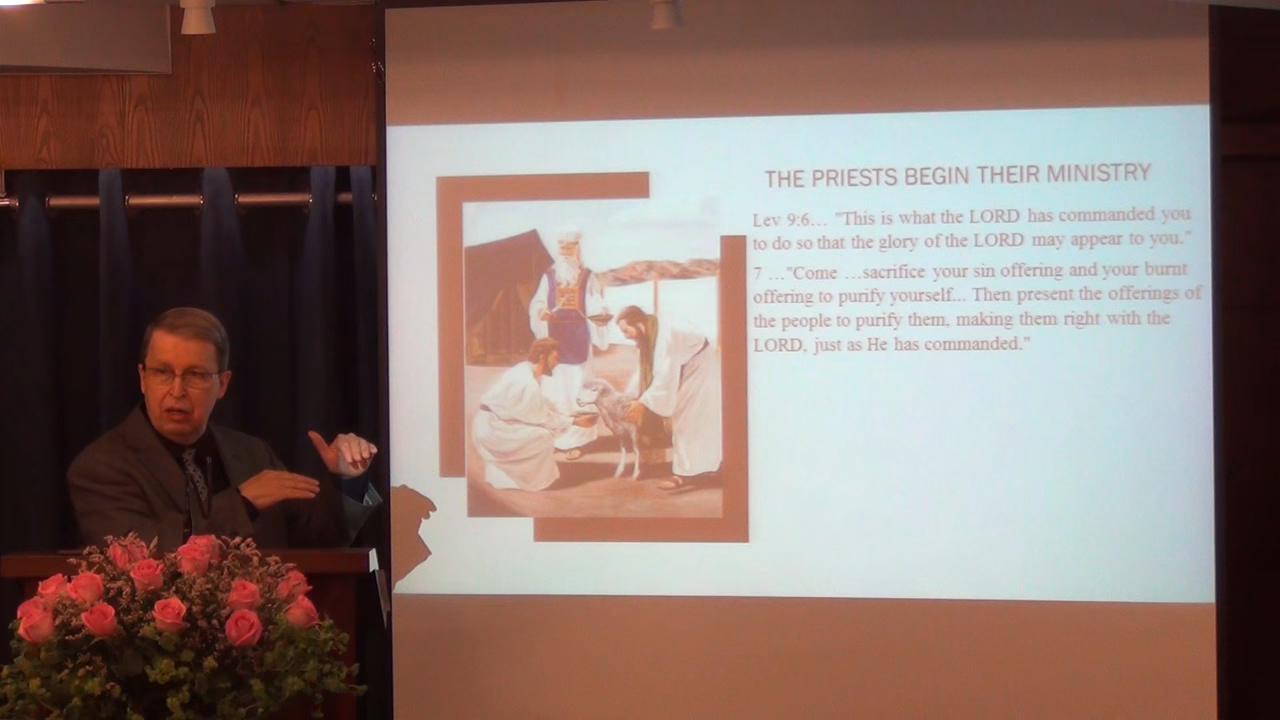 THE PRIESTS BEGIN THEIR MINISTRY
Lev 9:6... "This is what the LORD has commanded you
to do so that the glory of the LORD may appear to you."
7 ..."Come ...sacrifice your sin offering and your burnt
offering to purify yourself... Then present the offerings of
the people to purify them, making them right with the
LORD, just as He has commanded."